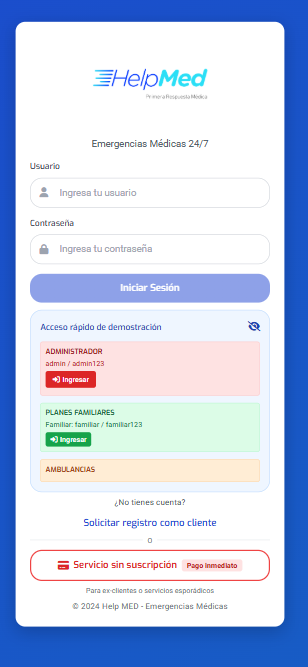 HelpMed
Primera Respuesta Médica
Emergencias Médicas 24/7
Usuario
Ingresa tu usuario
Contraseña
Ingresa tu contraseña
Iniciar Sesión
Acceso rápido de demostración
ADMINISTRADOR
admin / admin123
Ingresar
PLANES FAMILIARES
Familiar: familiar / familiar123
Ingresar
AMBULANCIAS
¿No tienes cuenta?
Solicitar registro como cliente
O
Servicio sin suscripción Pago inmediato
Para ex-clientes o servicios esporádicos
© 2024 Help MED - Emergencias Médicas